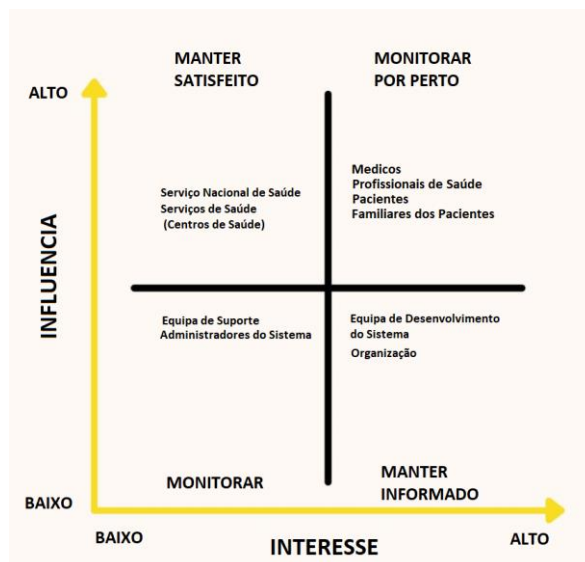 MANTER
SATISFEITO
MONITORAR
POR PERTO
ALTO
INFLUENCIA
Serviço Nacional de Saúde
Serviços de Saúde
(Centros de Saúde)
Medicos
Profissionais de Saúde
Pacientes
Familiares dos Pacientes
Equipa de Suporte
Administradores do Sistema
Equipa de Desenvolvimento
do Sistema
Organização
MONITORAR
MANTER
INFORMADO
BAIXO
BAIXO
INTERESSE
ALTO